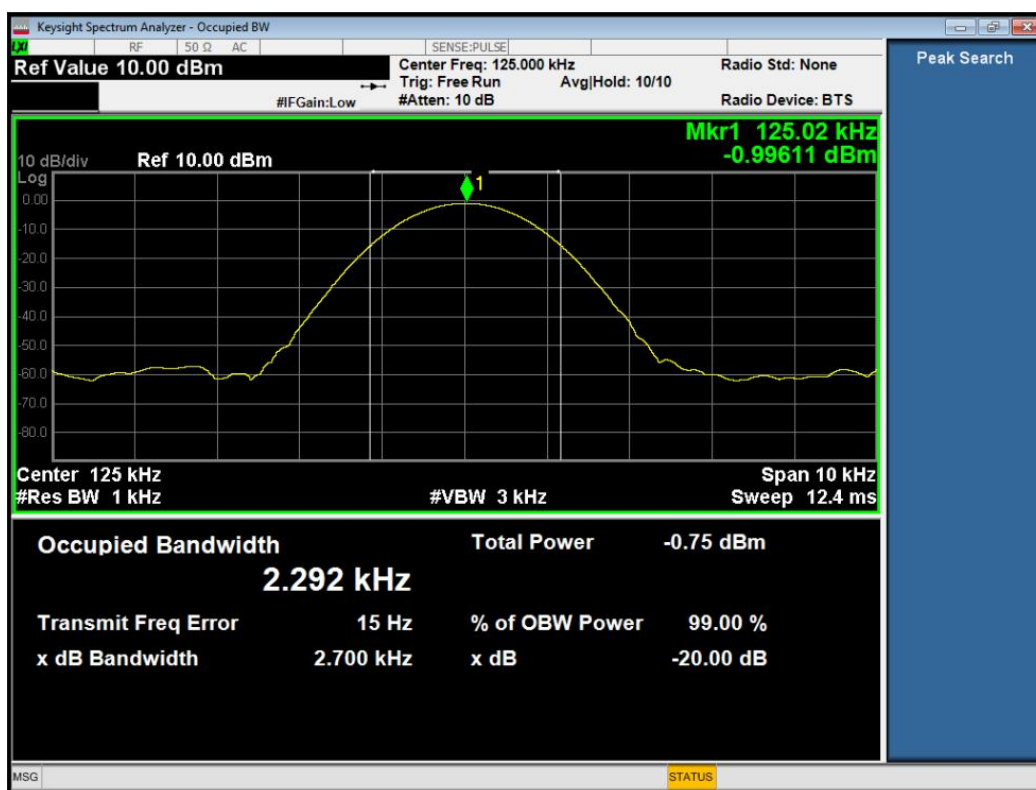 Keysight Spectrum Analyzer - Occupied BW
LXI RF 50 Ω AC SENSE:PULSE
Ref Value 10.00 dBm
Center Freq: 125.000 kHz Radio Std: None
Trig: Free Run Avg|Hold: 10/10
#IFGain:Low #Atten: 10 dB Radio Device: BTS
Peak Search
Mkr1 125.02 kHz
10 dB/div Ref 10.00 dBm -0.99611 dBm
Log
1
0.00
-10.0
-20.0
-30.0
-40.0
-50.0
-60.0
-70.0
-80.0
Center 125 kHz Span 10 kHz
#Res BW 1 kHz #VBW 3 kHz Sweep 12.4 ms
Occupied Bandwidth Total Power -0.75 dBm
2.292 kHz
Transmit Freq Error 15 Hz % of OBW Power 99.00 %
x dB Bandwidth 2.700 kHz x dB -20.00 dB
MSG STATUS